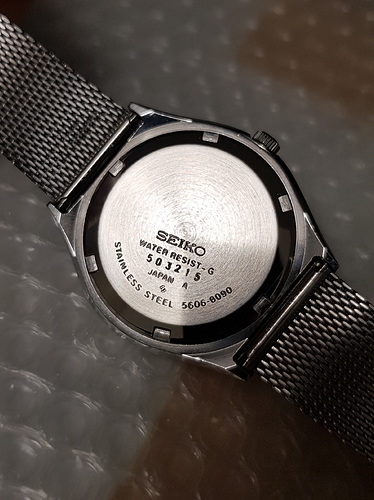 SEIKO
WATER RESIST-G
503215
JAPAN A
STAINLESS STEEL 5606-8090